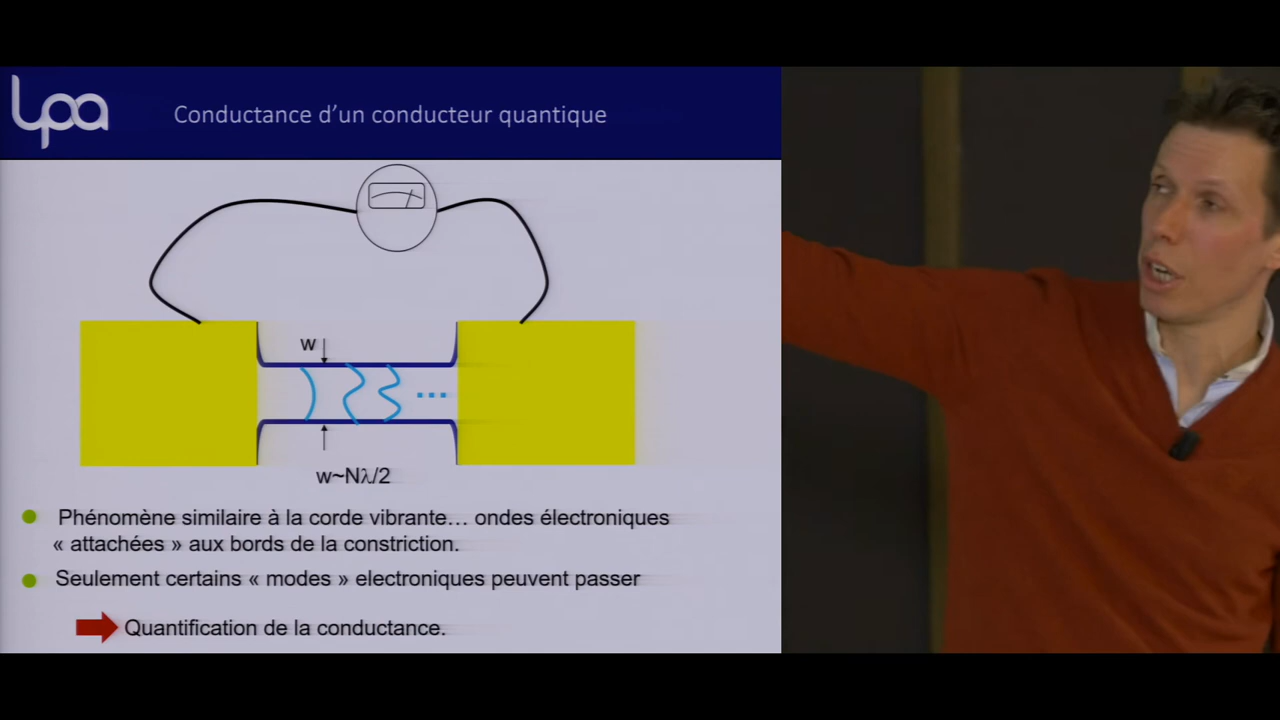 lpa
Conductance d'un conducteur quantique
w
w~Nλ/2
Phénomène similaire à la corde vibrante... ondes électroniques
« attachées » aux bords de la constriction.
Seulement certains « modes » electroniques peuvent passer
Quantification de la conductance.